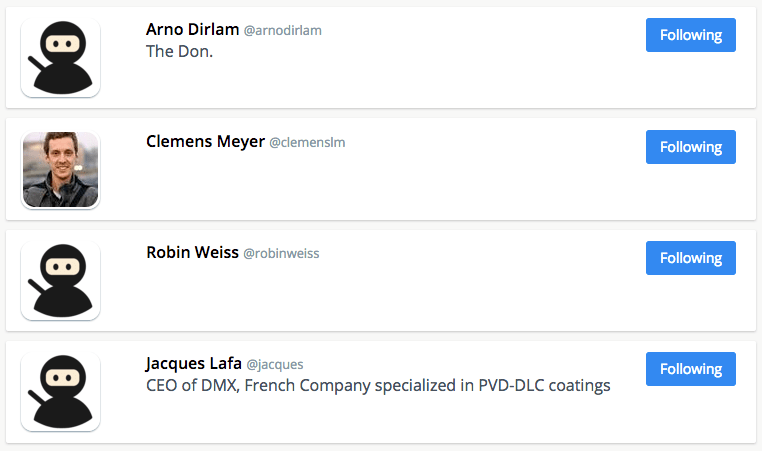 Arno Dirlam @arnodirlam
Following
The Don.
Clemens Meyer @clemenslm
Following
Robin Weiss @robinweiss
Following
Jacques Lafa @jacques
Following
CEO of DMX, French Company specialized in PVD-DLC coatings